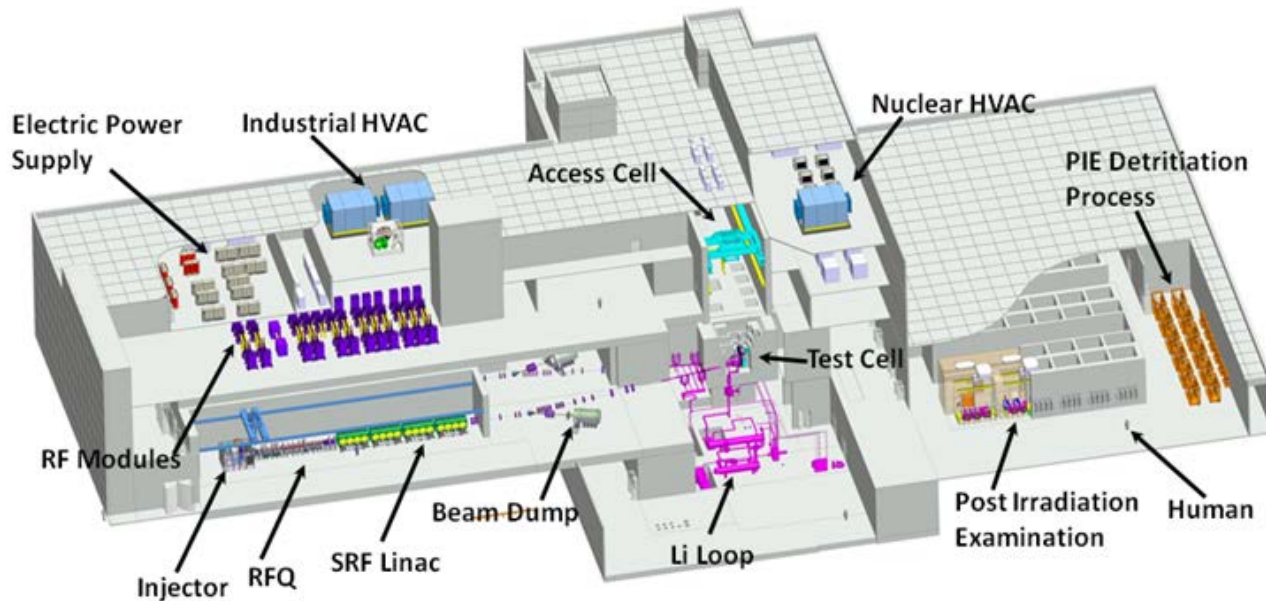 Electric Power
Supply
Industrial HVAC
Access Cell
Nuclear HVAC
PIE Detritiation
Process
Test Cell
RF Modules
Injector
RFQ
SRF Linac
Beam Dump
Li Loop
Post Irradiation
Examination
Human